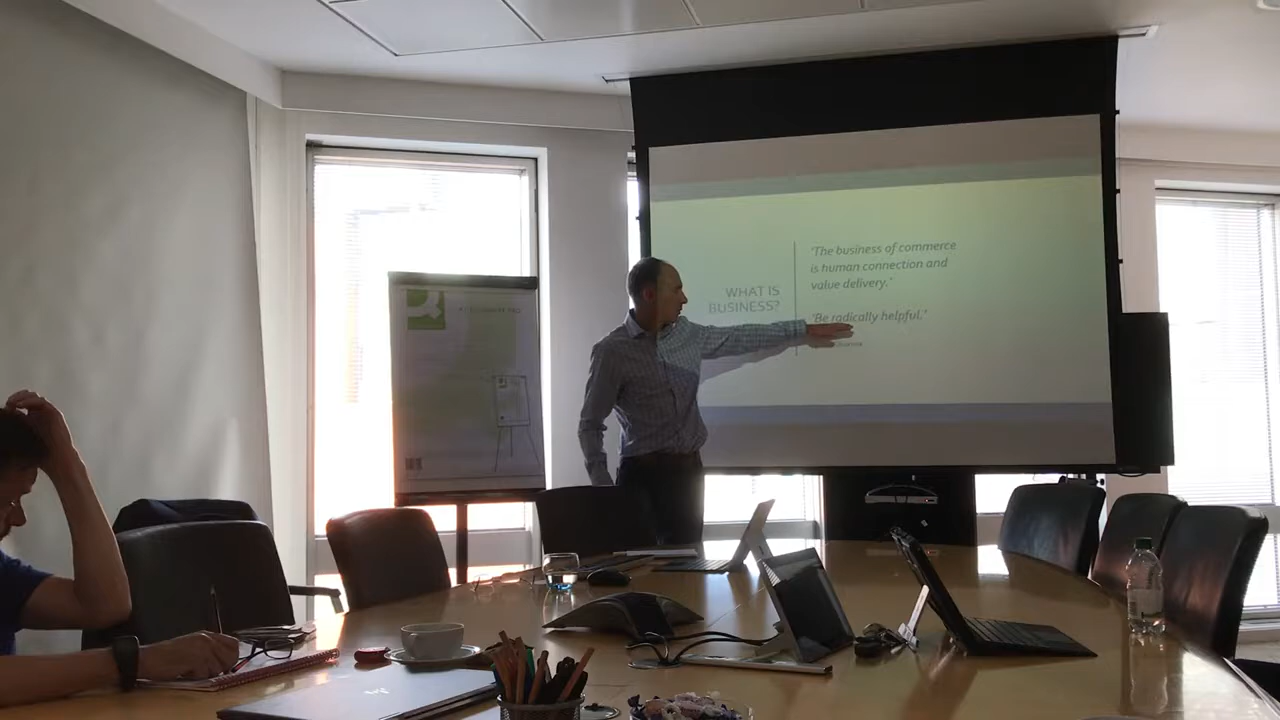 WHAT IS
BUSINESS?
'The business of commerce
is human connection and
value delivery.'
'Be radically helpful,'